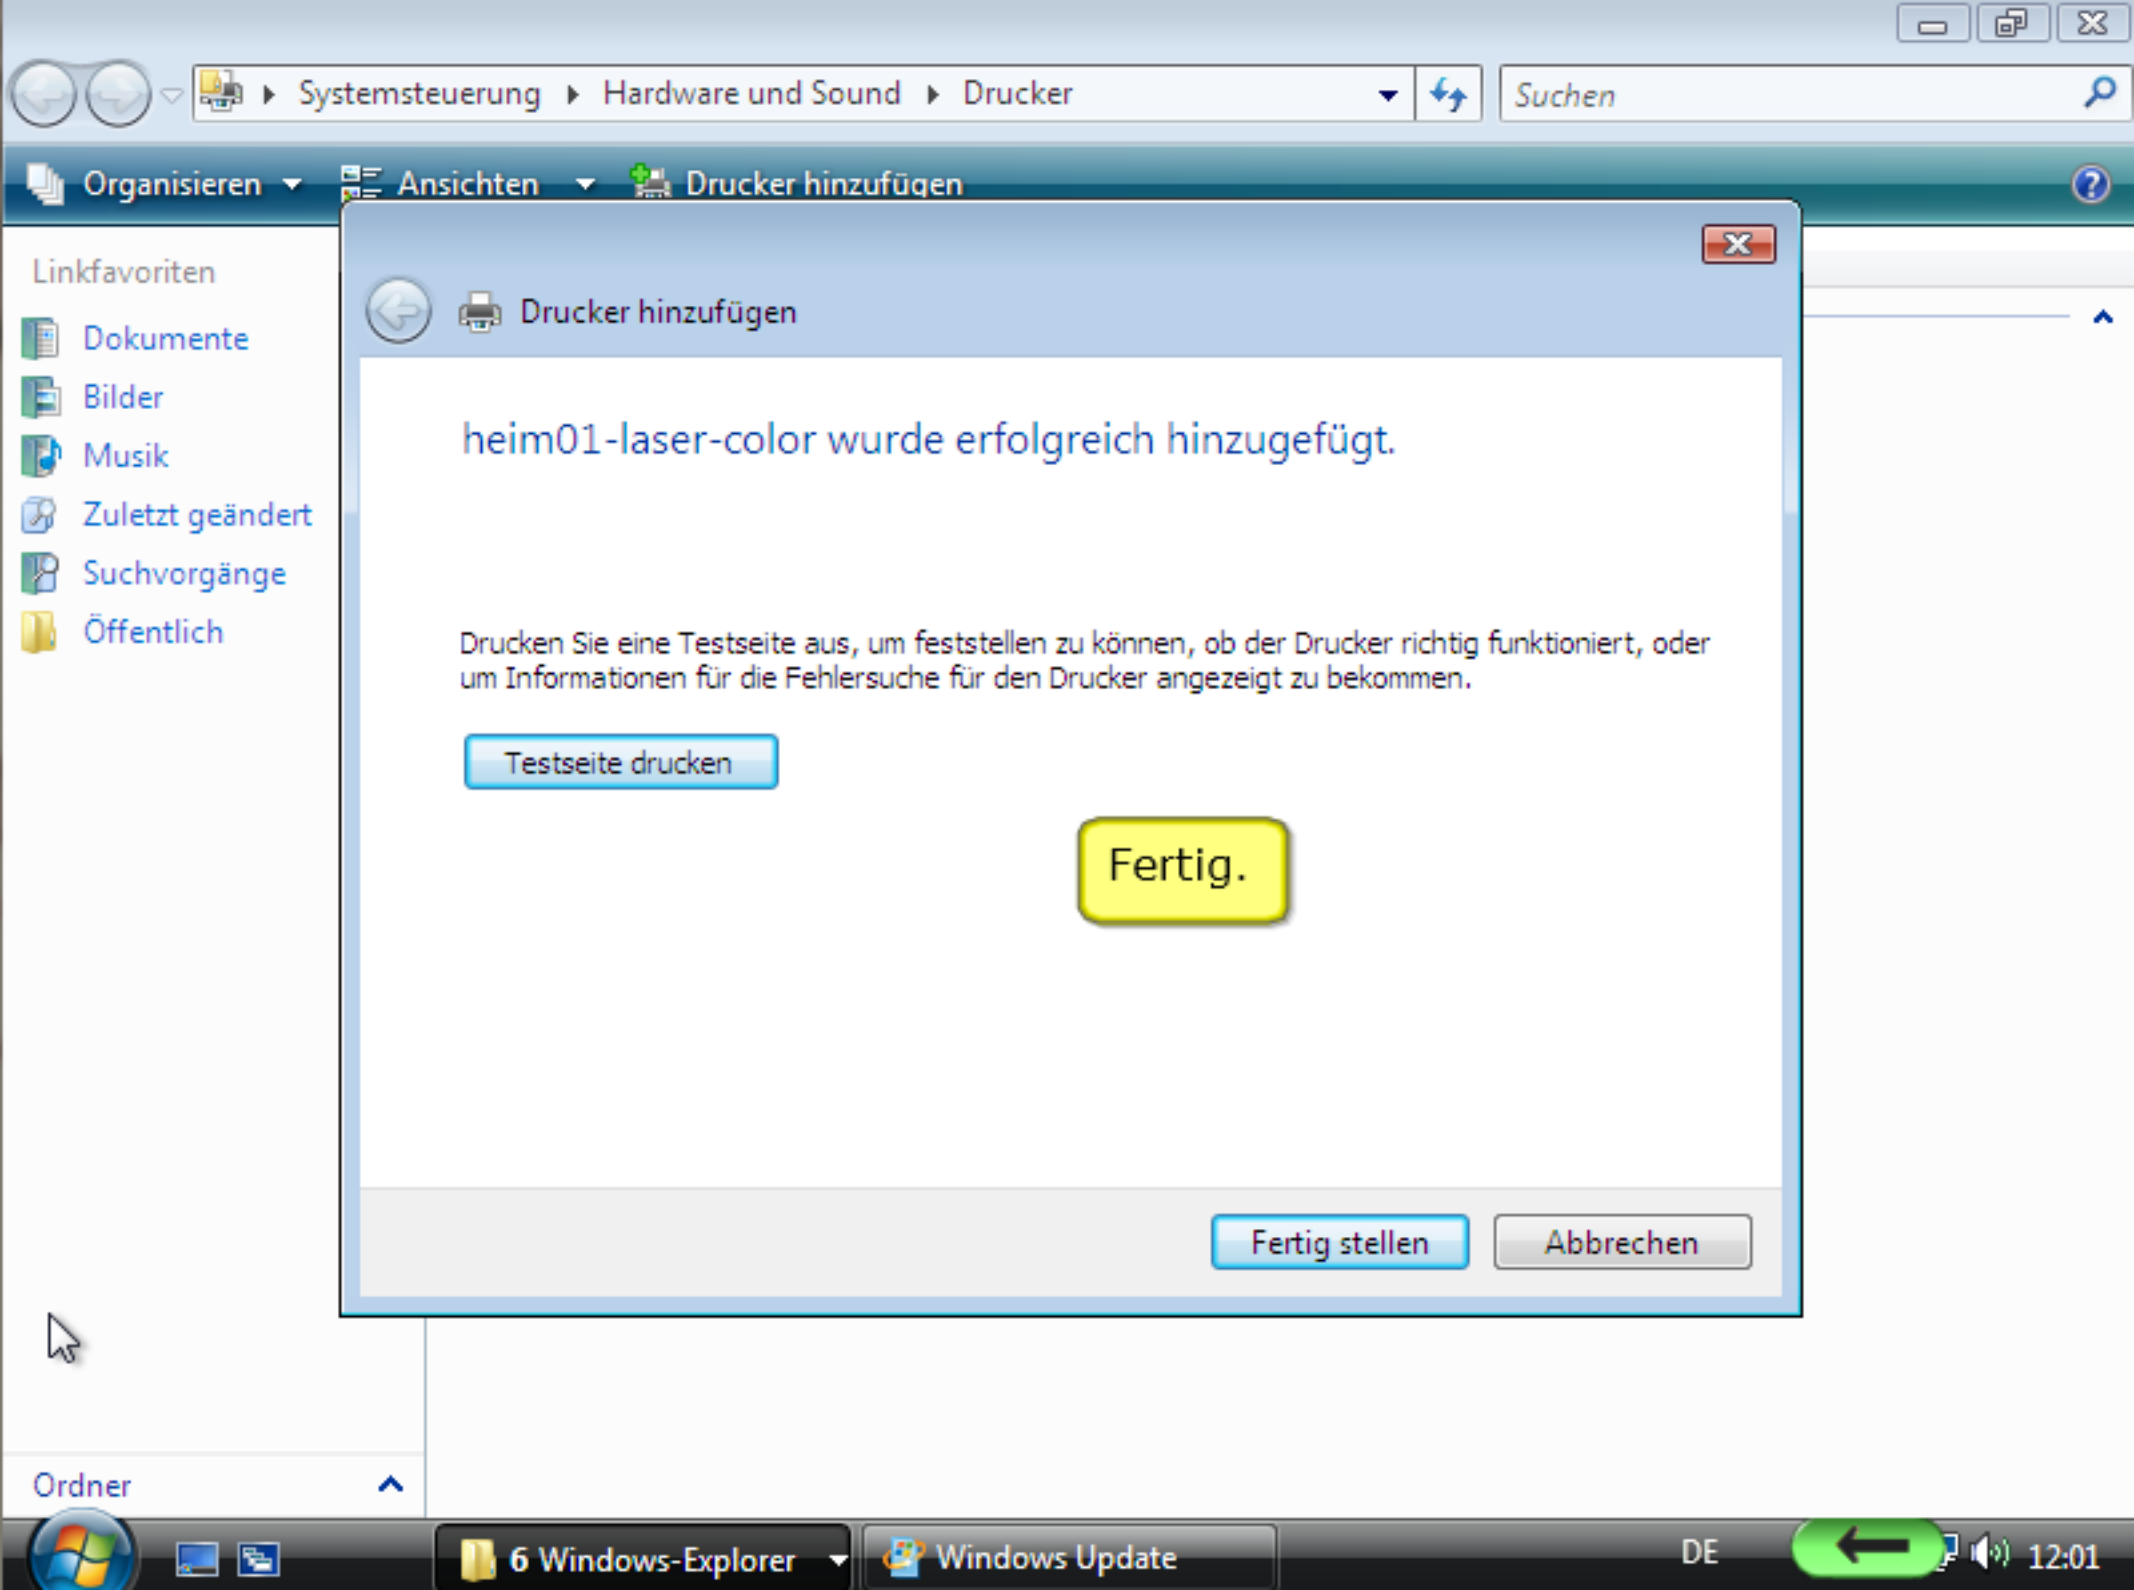 Systemsteuerung Hardware und Sound Drucker
Suchen
Organisieren Ansichten Drucker hinzufügen
Linkfavoriten
Dokumente
Bilder
Musik
Zuletzt geändert
Suchvorgänge
Öffentlich
Ordner
Drucker hinzufügen
heim01-laser-color wurde erfolgreich hinzugefügt.
Drucken Sie eine Testseite aus, um feststellen zu können, ob der Drucker richtig funktioniert, oder
um Informationen für die Fehlersuche für den Drucker angezeigt zu bekommen.
Testseite drucken
Fertig.
Fertig stellen Abbrechen
6 Windows-Explorer Windows Update DE 12:01